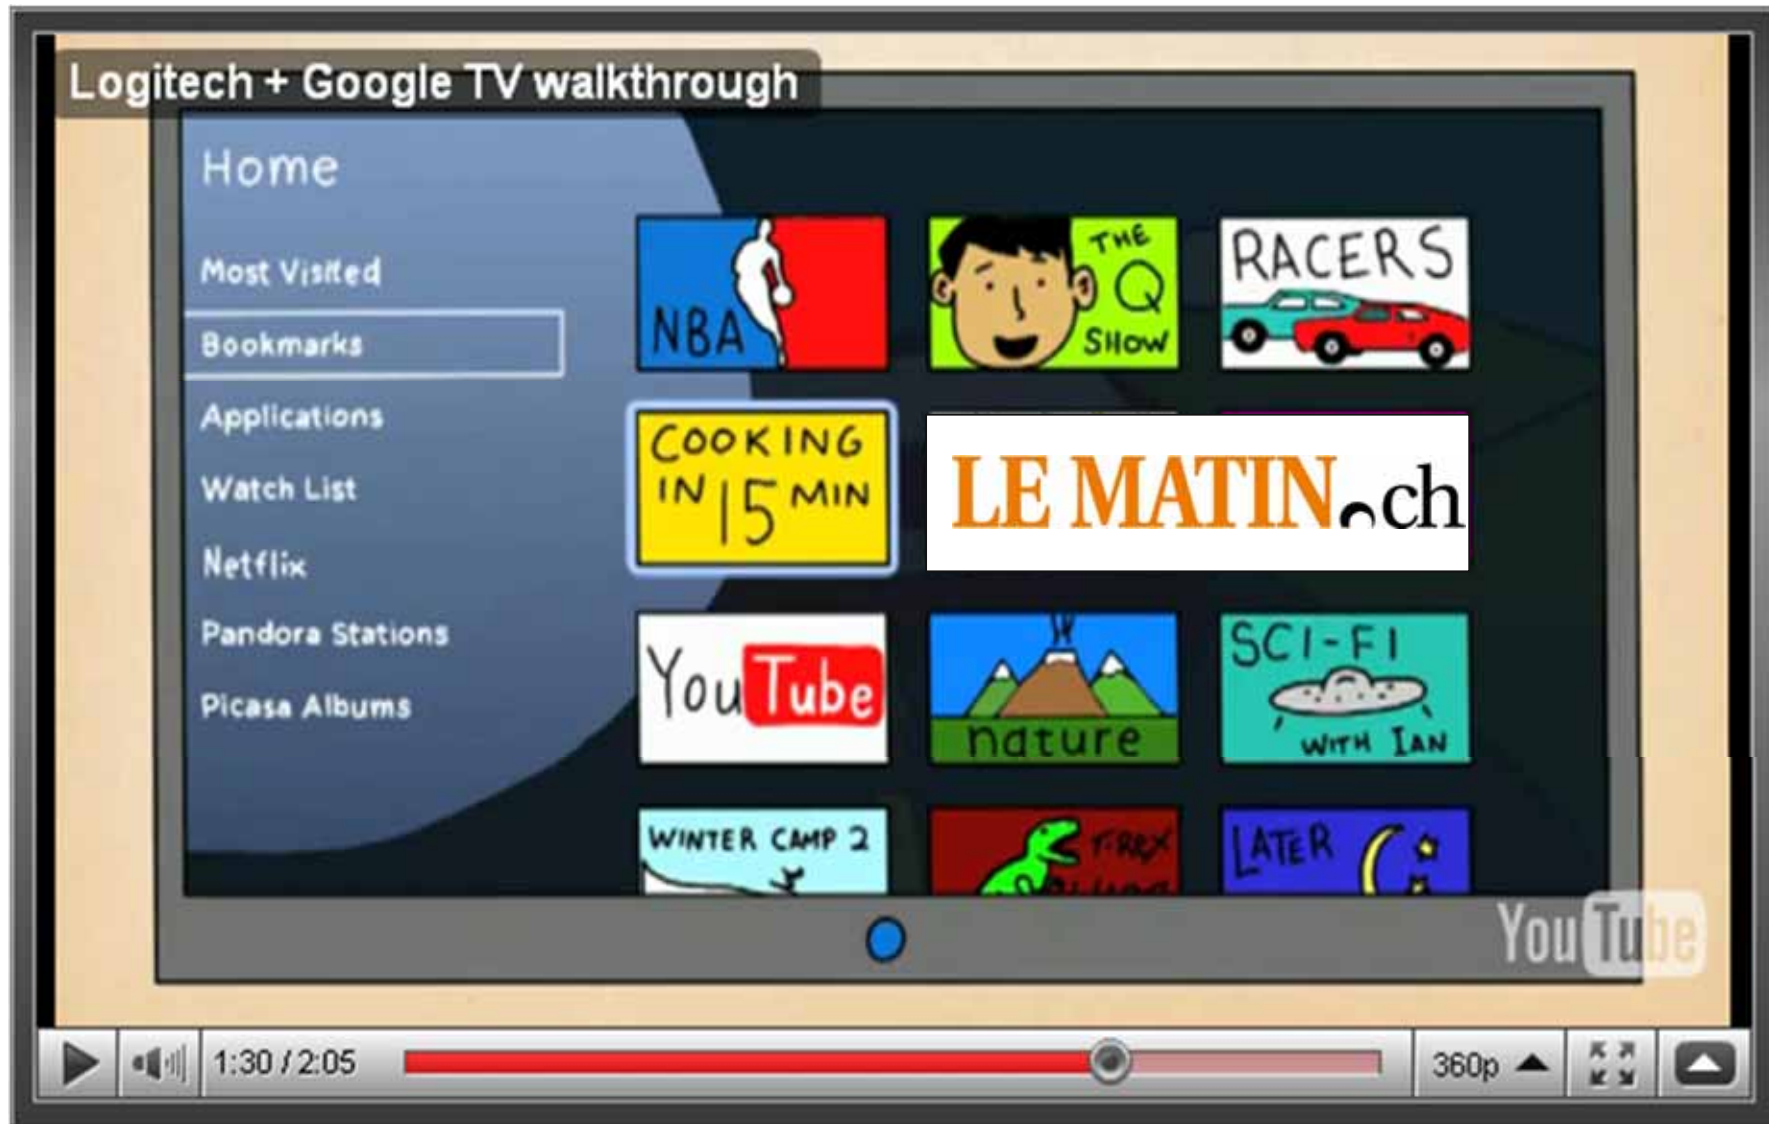 Logitech + Google TV walkthrough
Home
Most Visited
Bookmarks
Applications
Watch List
Netflix
Pandora Stations
Picasa Albums
NBA
THE
Q
SHOW
RACERS
COOKING
IN 15 MIN
LE MATIN.ch
YouTube
nature
SCI-FI
WITH IAN
WINTER CAMP 2
T-REX
LATER
YouTube
1:30 / 2:05
360p